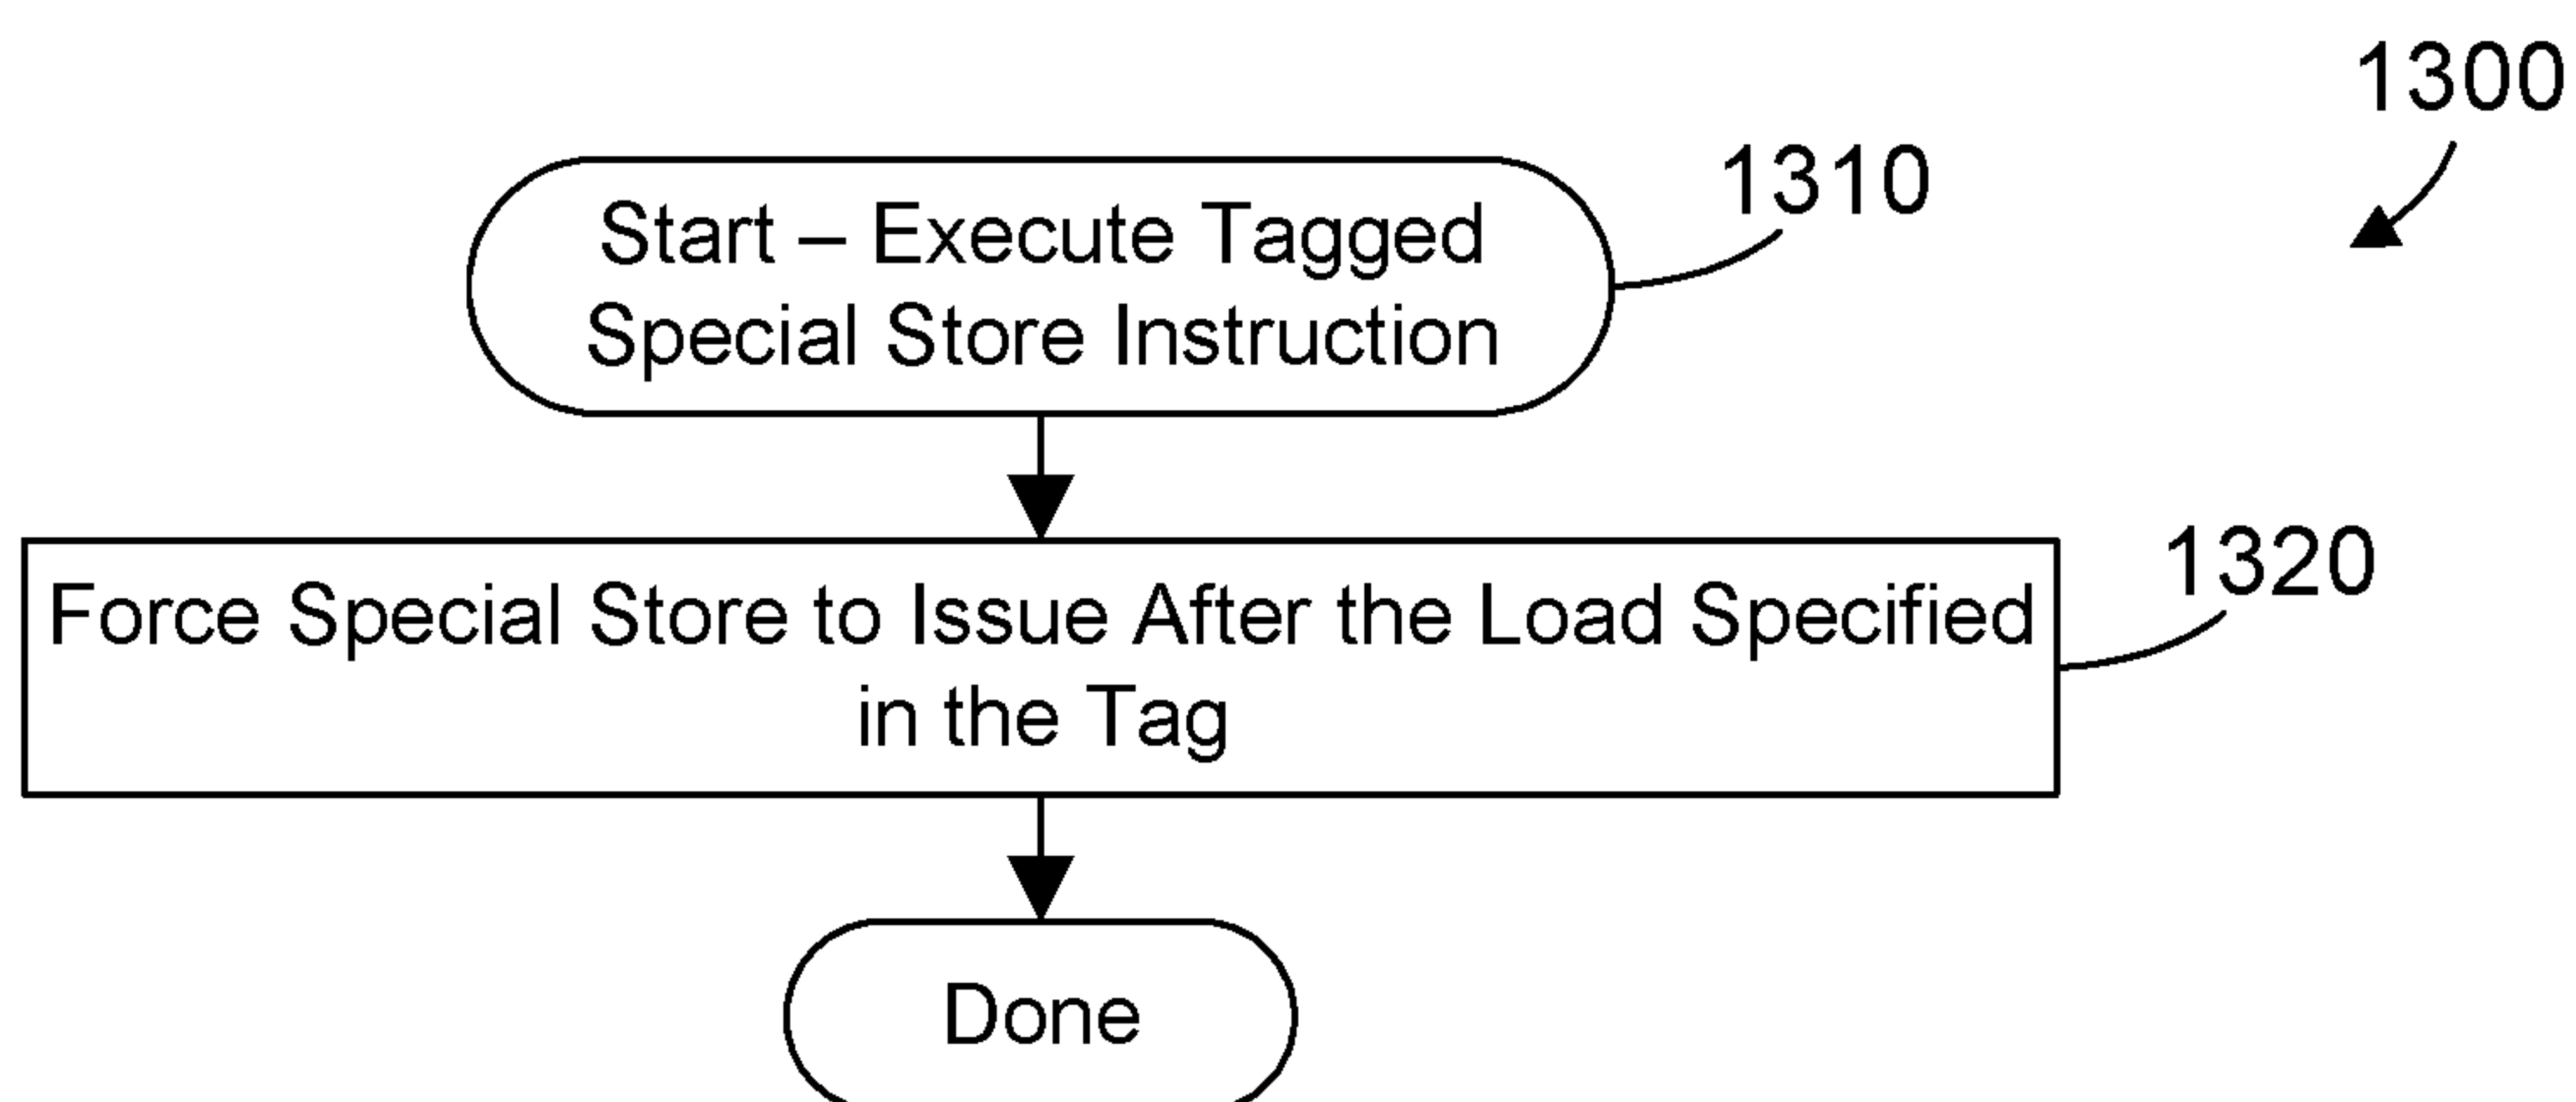 1300
1310
Start – Execute Tagged
Special Store Instruction
1320
Force Special Store to Issue After the Load Specified
in the Tag
Done